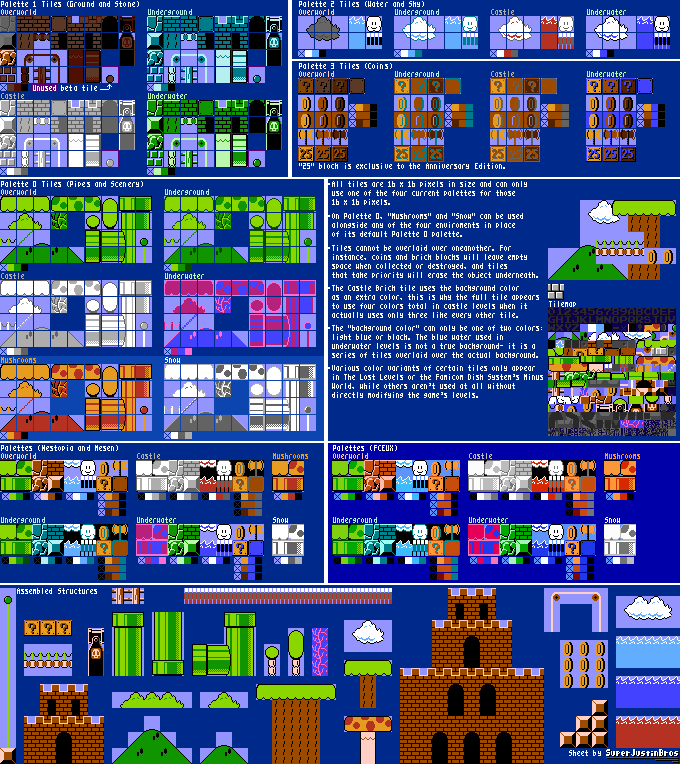 Palette 1 Tiles (Ground and Stone)
Overworld
Underground
Unused beta tile
Castle
Underwater
Palette 2 Tiles (Water and Sky)
Overworld
Underground
Castle
Underwater
Palette 3 Tiles (Coins)
Overworld
Underground
Castle
Underwater
"25" block is exclusive to the Anniversary Edition.
Palette 0 Tiles (Pipes and Scenery)
Overworld
Underground
Castle
Underwater
Mushrooms
Snow
•All tiles are 16 x 16 pixels in size and can only
use one of the four current palettes for those
16 x 16 pixels.
•On Palette 0, "Mushrooms" and "Snow" can be used
alongside any of the four enviroments in place
of its default Palette 0 palette.
•Tiles cannot be overlaid over oneanother. For
instance, coins and brick blocks will leave empty
space when collected or destroyed, and tiles
that take priority will erase the object underneath.
•The Castle Brick tile uses the background color
as an extra color, this is why the full tile appears
to use four colors total in castle levels when it
actually uses only three like every other tile.
•The "background color" can only be one of two colors:
light blue or black. The blue water used in
underwater levels is not a true background- it is a
series of tiles overlaid over the actual background.
•Various color variants of certain tiles only appear
in The Lost Levels or the Famicom Disk System's Minus
World, while others aren't used at all without
directly modifying the game's levels.
Tilemap
Palettes (Nestopia and Mesen)
Overworld
Castle
Mushrooms
Underground
Underwater
Snow
Palettes (FCEUX)
Overworld
Castle
Mushrooms
Underground
Underwater
Snow
Assembled Structures
Sheet by SuperJustinBros